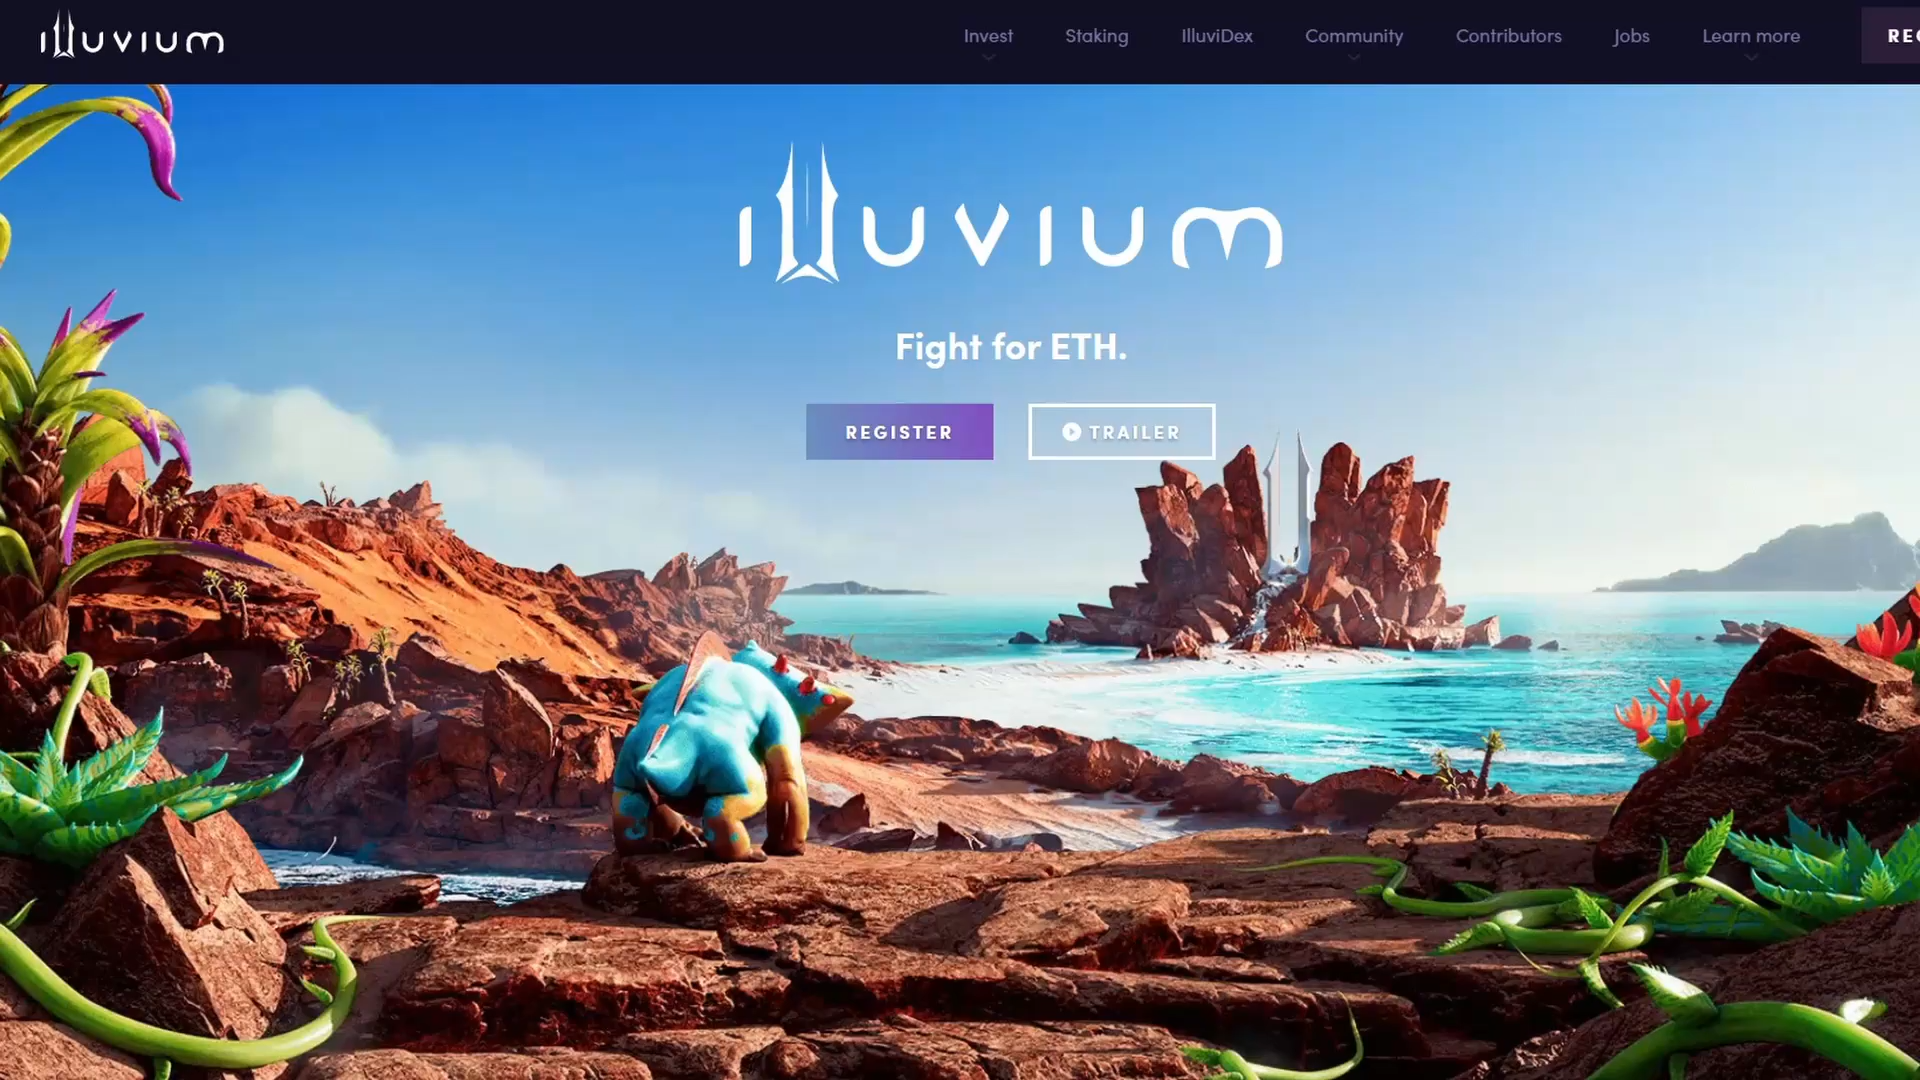 illuvium
Invest
Staking
IlluviDex
Community
Contributors
Jobs
Learn more
illuvium
Fight for ETH.
REGISTER
TRAILER